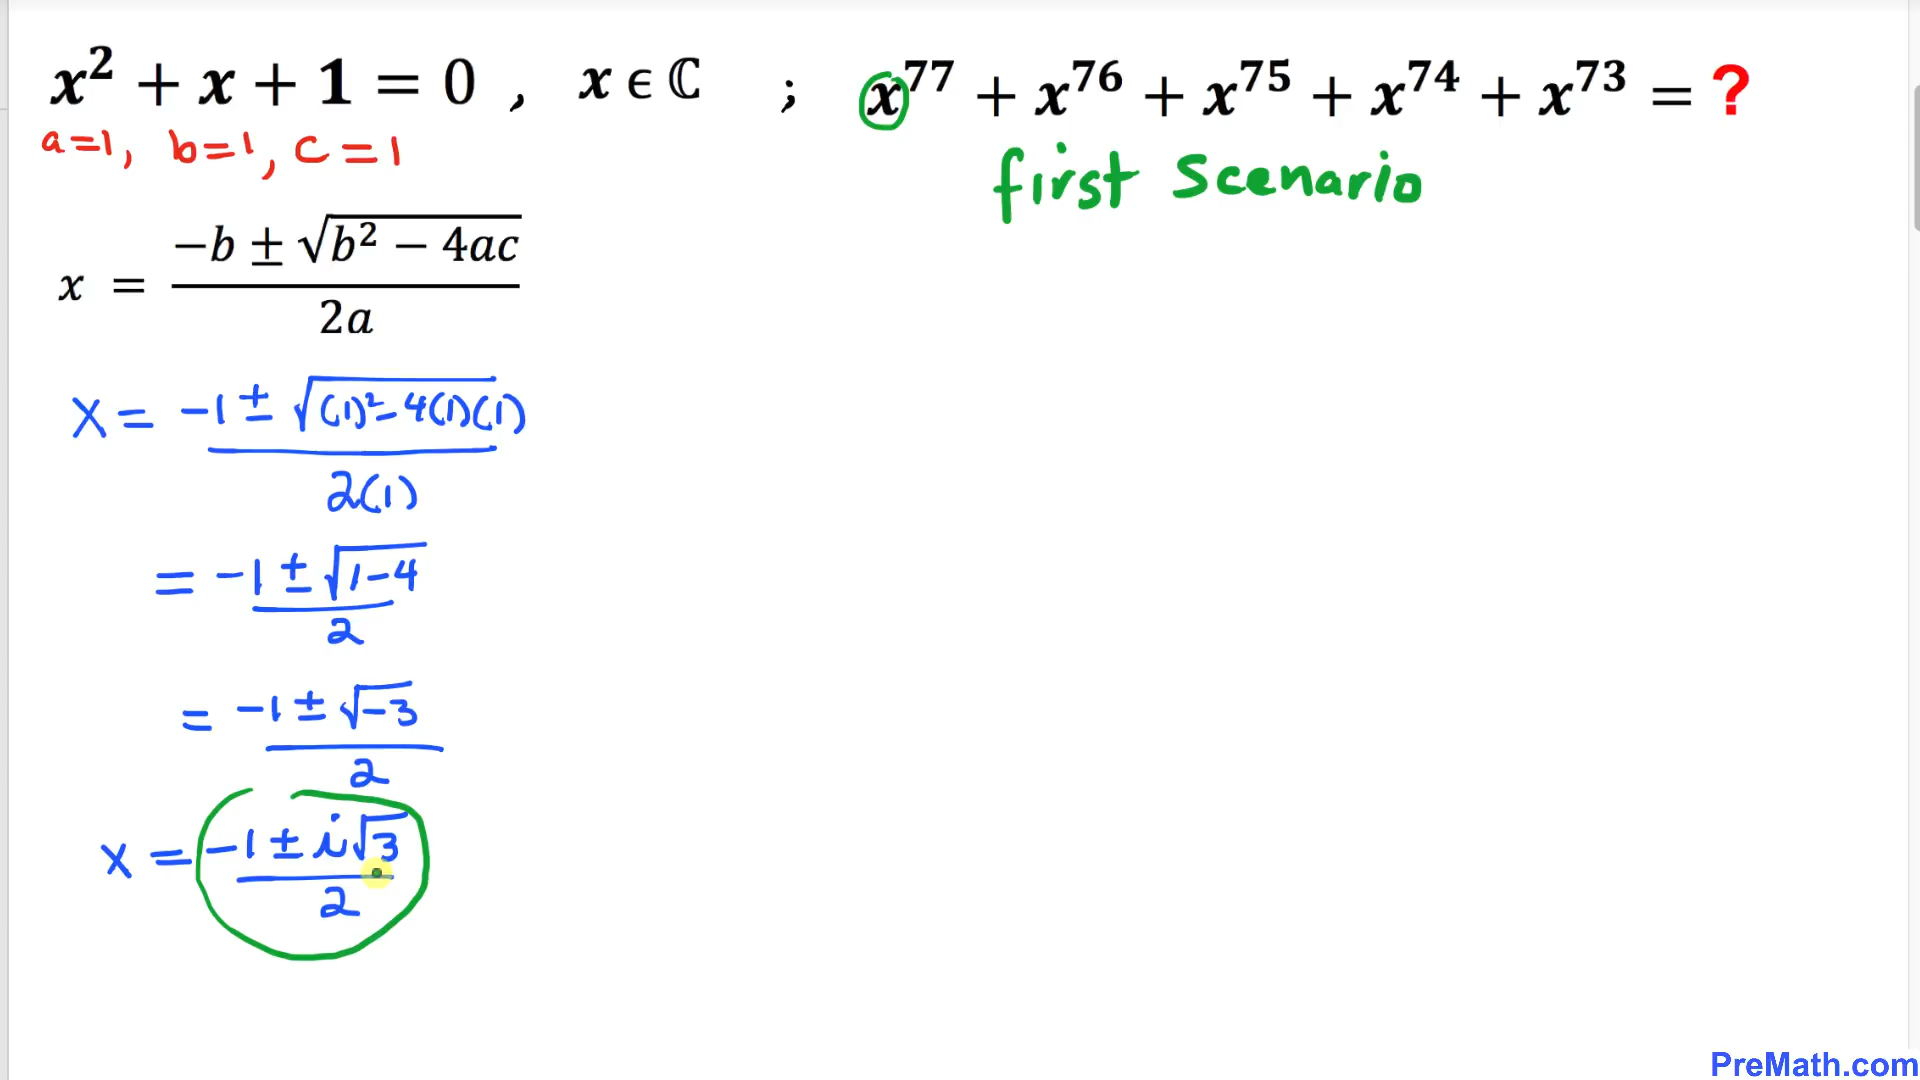 x² + x + 1 = 0 , x ∈ ℂ ; x⁷⁷ + x⁷⁶ + x⁷⁵ + x⁷⁴ + x⁷³ = ?
a=1, b=1, c=1
first Scenario
x = (−b ± √(b² − 4ac)) / 2a
x = (−1 ± √((1)² − 4(1)(1))) / 2(1)
= (−1 ± √(1−4)) / 2
= (−1 ± √(−3)) / 2
x = (−1 ± i√3) / 2
PreMath.com